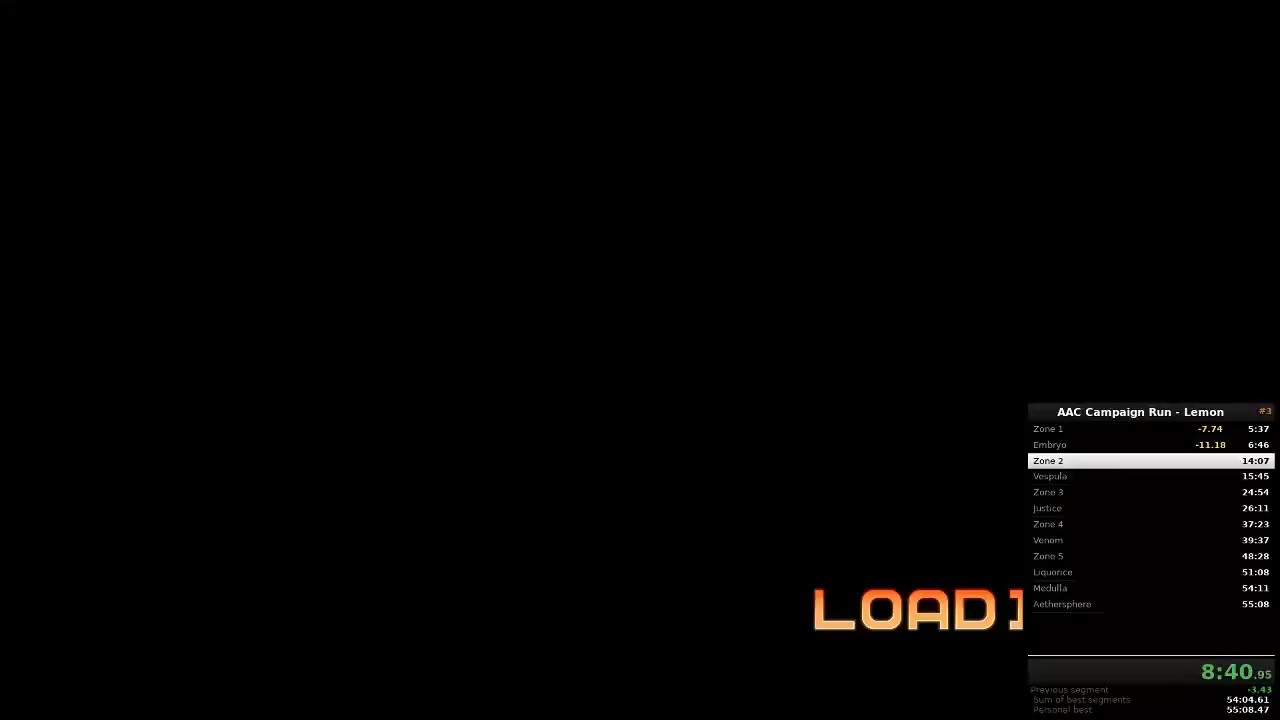 AAC Campaign Run - Lemon #3
Zone 1 -7.74 5:37
Embryo -11.18 6:46
Zone 2 14:07
Vespula 15:45
Zone 3 24:54
Justice 26:11
Zone 4 37:23
Venom 39:37
Zone 5 48:28
Liquorice 51:08
LOADI
Medulla 54:11
Aethersphere 55:08
8:40.95
Previous segment -3.43
Sum of best segments 54:04.61
Personal best 55:08.47